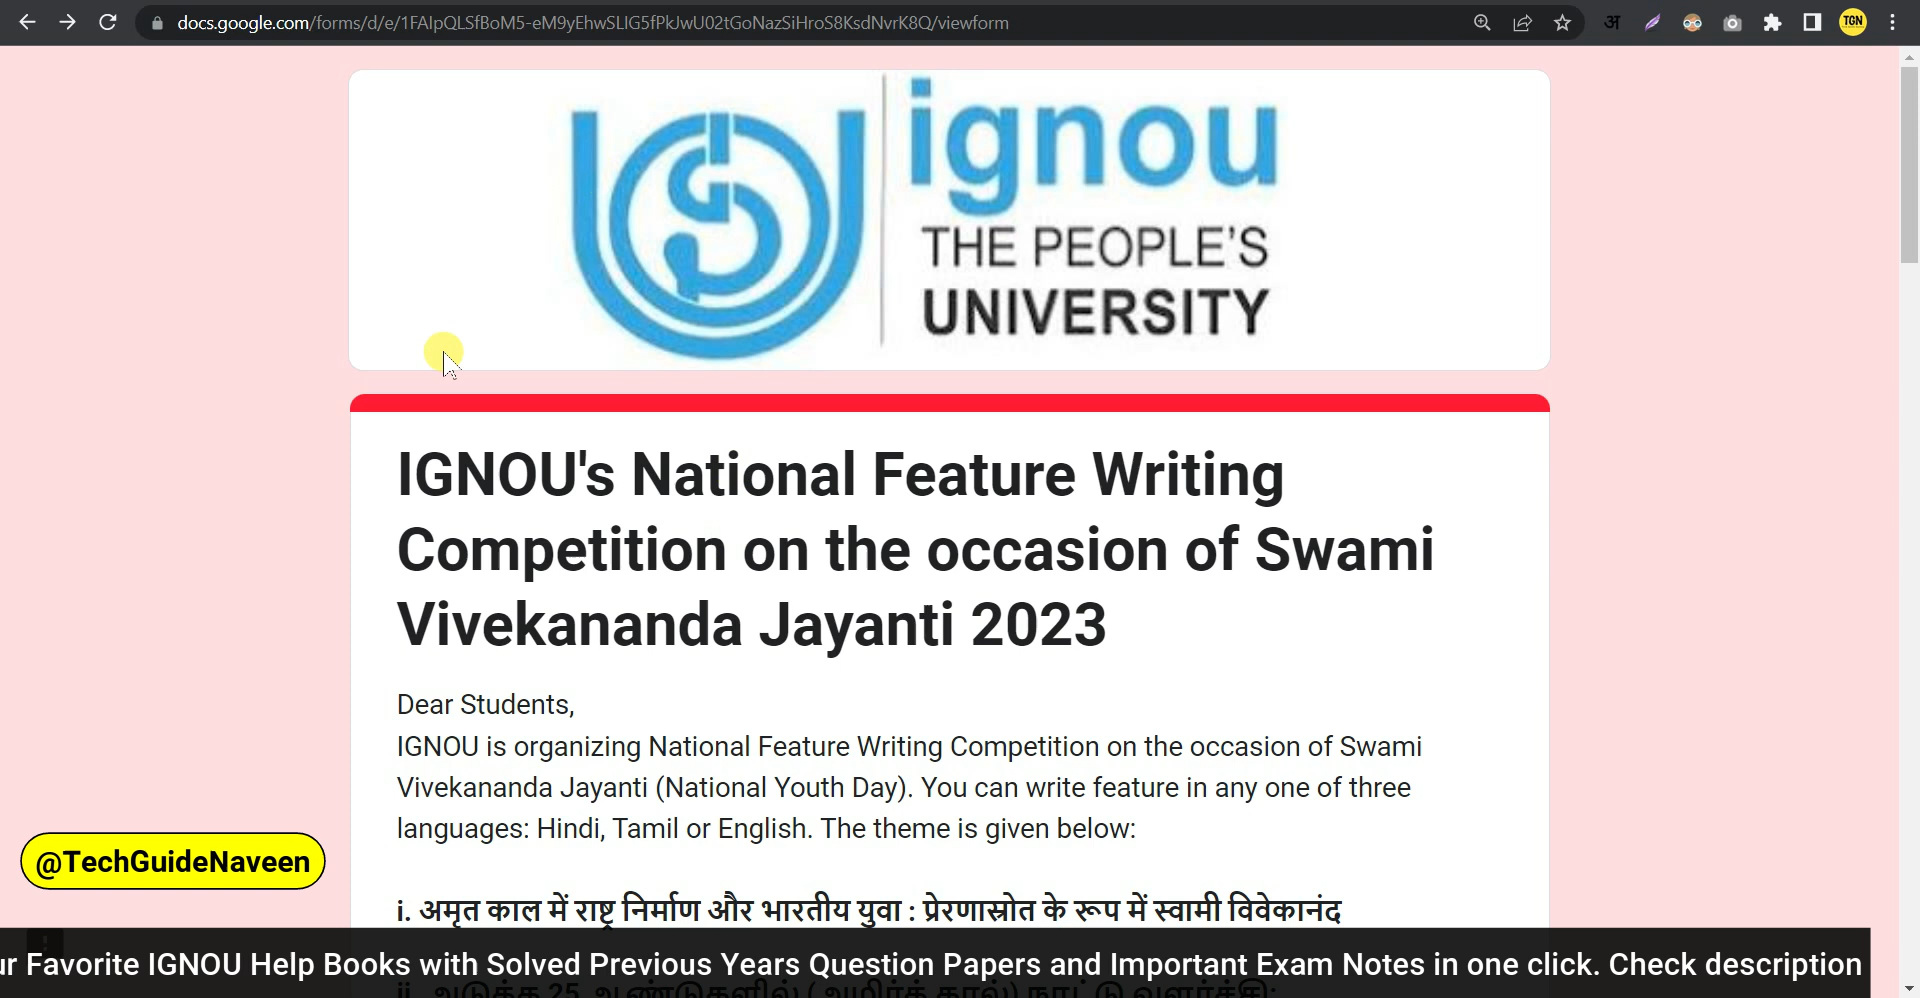 docs.google.com/forms/d/e/1FAIpQLSfBoM5-eM9yEhwSLIG5fPkJwU02tGoNazSiHroS8KsdNvrK8Q/viewform
अ
TGN
ignou
THE PEOPLE'S
UNIVERSITY
IGNOU's National Feature Writing
Competition on the occasion of Swami
Vivekananda Jayanti 2023
Dear Students,
IGNOU is organizing National Feature Writing Competition on the occasion of Swami
Vivekananda Jayanti (National Youth Day). You can write feature in any one of three
languages: Hindi, Tamil or English. The theme is given below:
@TechGuideNaveen
i. अमृत काल में राष्ट्र निर्माण और भारतीय युवा : प्रेरणास्रोत के रूप में स्वामी विवेकानंद
ur Favorite IGNOU Help Books with Solved Previous Years Question Papers and Important Exam Notes in one click. Check description